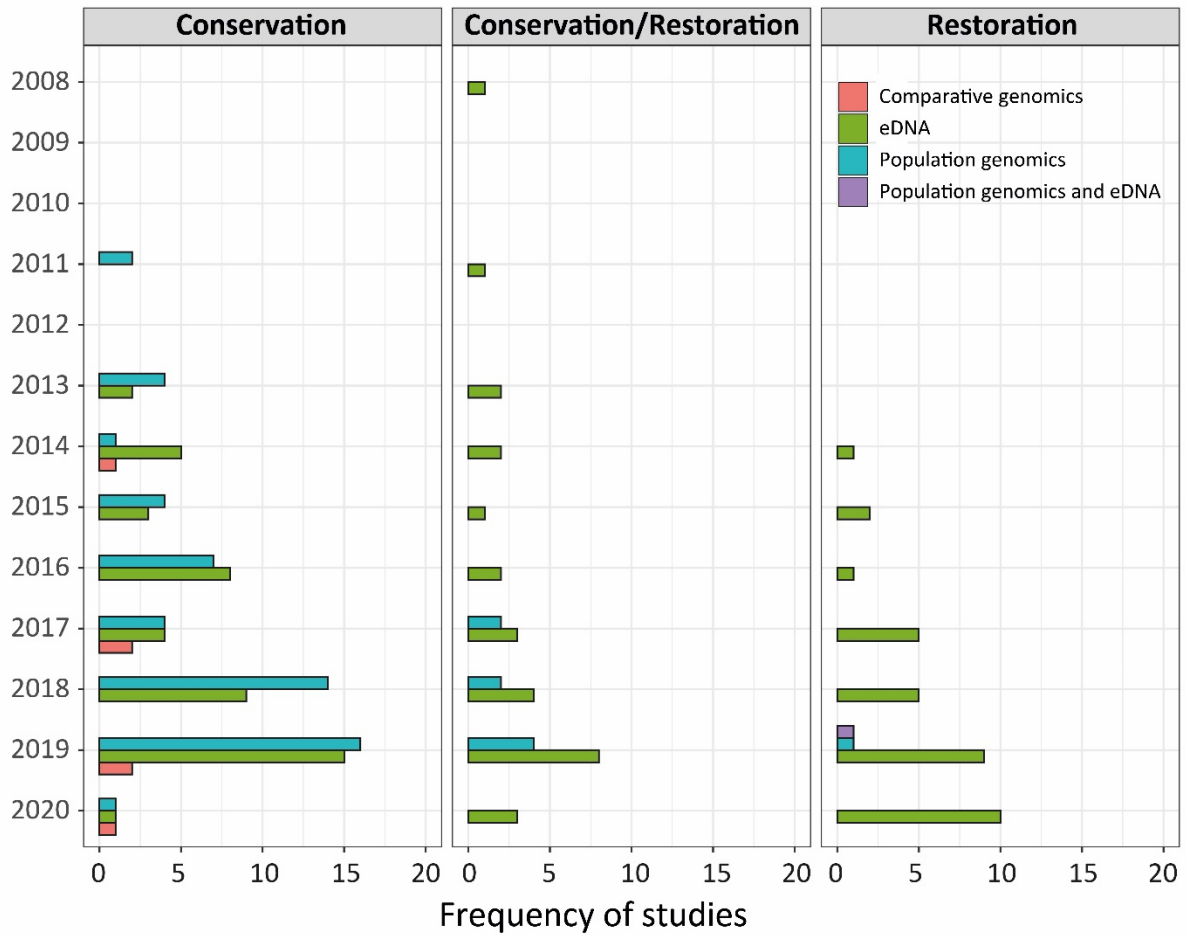 Conservation
Conservation/Restoration
Restoration
2008
2009
2010
2011
2012
2013
2014
2015
2016
2017
2018
2019
2020
Comparative genomics
eDNA
Population genomics
Population genomics and eDNA
0 5 10 15 20 0 5 10 15 20 0 5 10 15 20
Frequency of studies